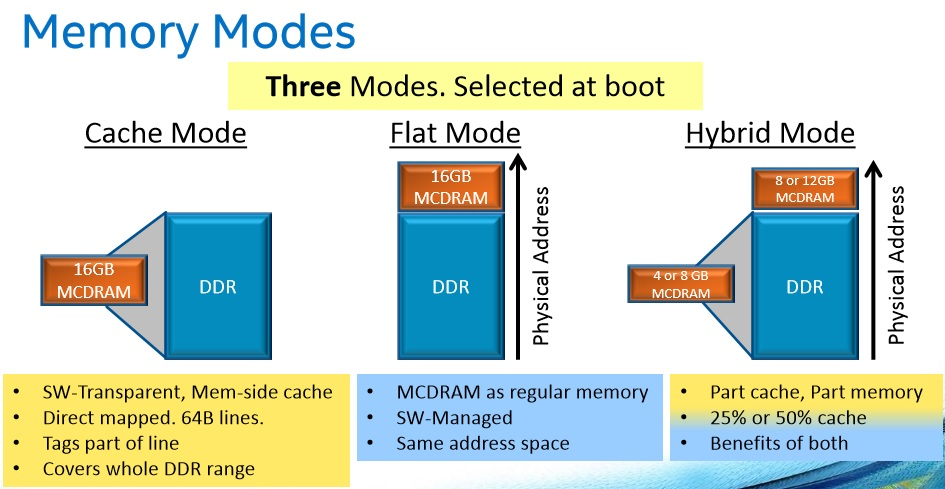 Memory Modes
Three Modes. Selected at boot
Cache Mode
16GB
MCDRAM
DDR
• SW-Transparent, Mem-side cache
• Direct mapped. 64B lines.
• Tags part of line
• Covers whole DDR range
Flat Mode
16GB
MCDRAM
DDR
Physical Address
• MCDRAM as regular memory
• SW-Managed
• Same address space
Hybrid Mode
8 or 12GB
MCDRAM
4 or 8 GB
MCDRAM
DDR
Physical Address
• Part cache, Part memory
• 25% or 50% cache
• Benefits of both